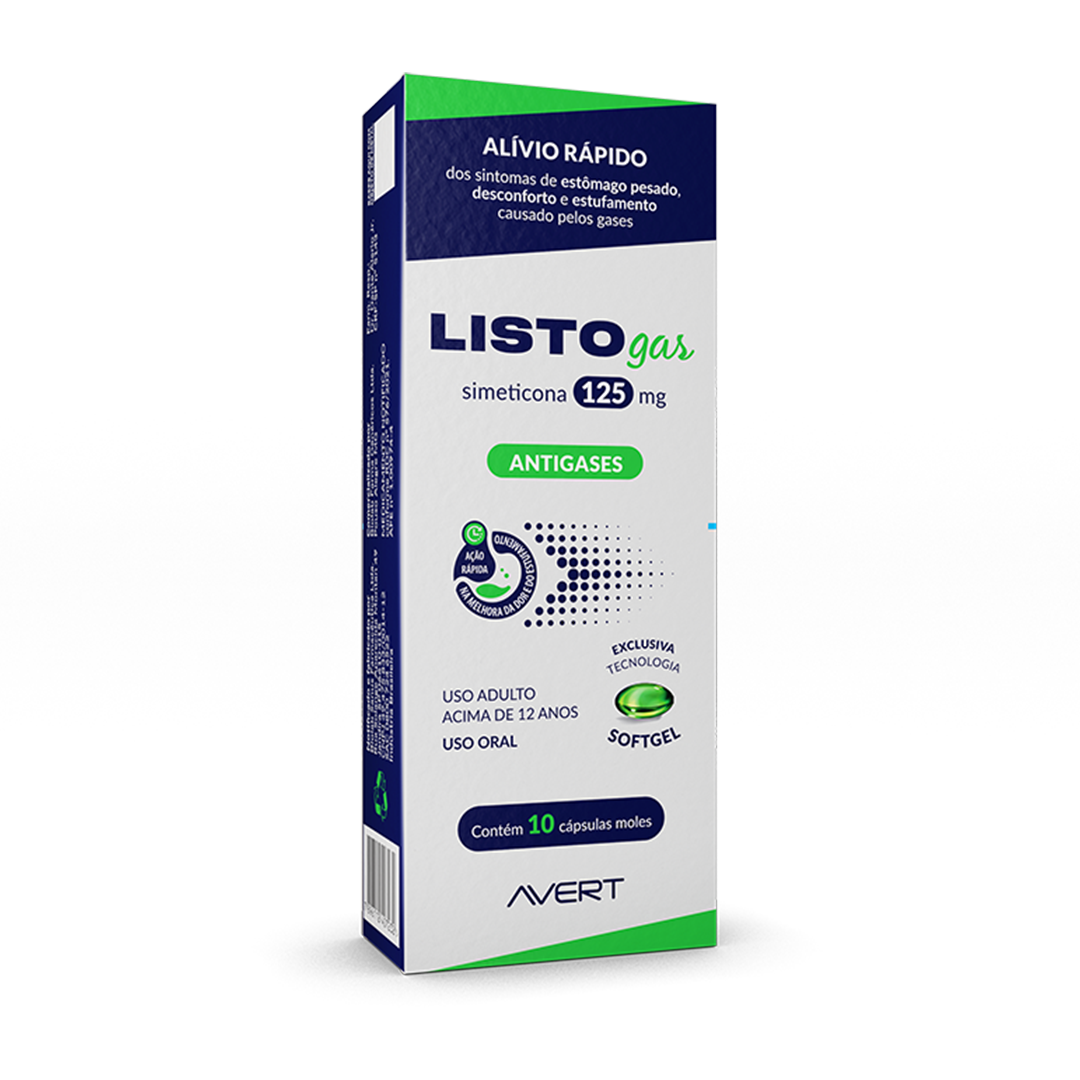 ALÍVIO RÁPIDO
dos sintomas de estômago pesado,
desconforto e estufamento
causado pelos gases
LISTO gas
simeticona 125 mg
ANTIGASES
AÇÃO
RÁPIDA
NA MELHORA DA DOR E DO ESTUFAMENTO
EXCLUSIVA
TECNOLOGIA
SOFTGEL
USO ADULTO
ACIMA DE 12 ANOS
USO ORAL
Contém 10 cápsulas moles
AVERT
MEDICAMENTO NOTIFICADO